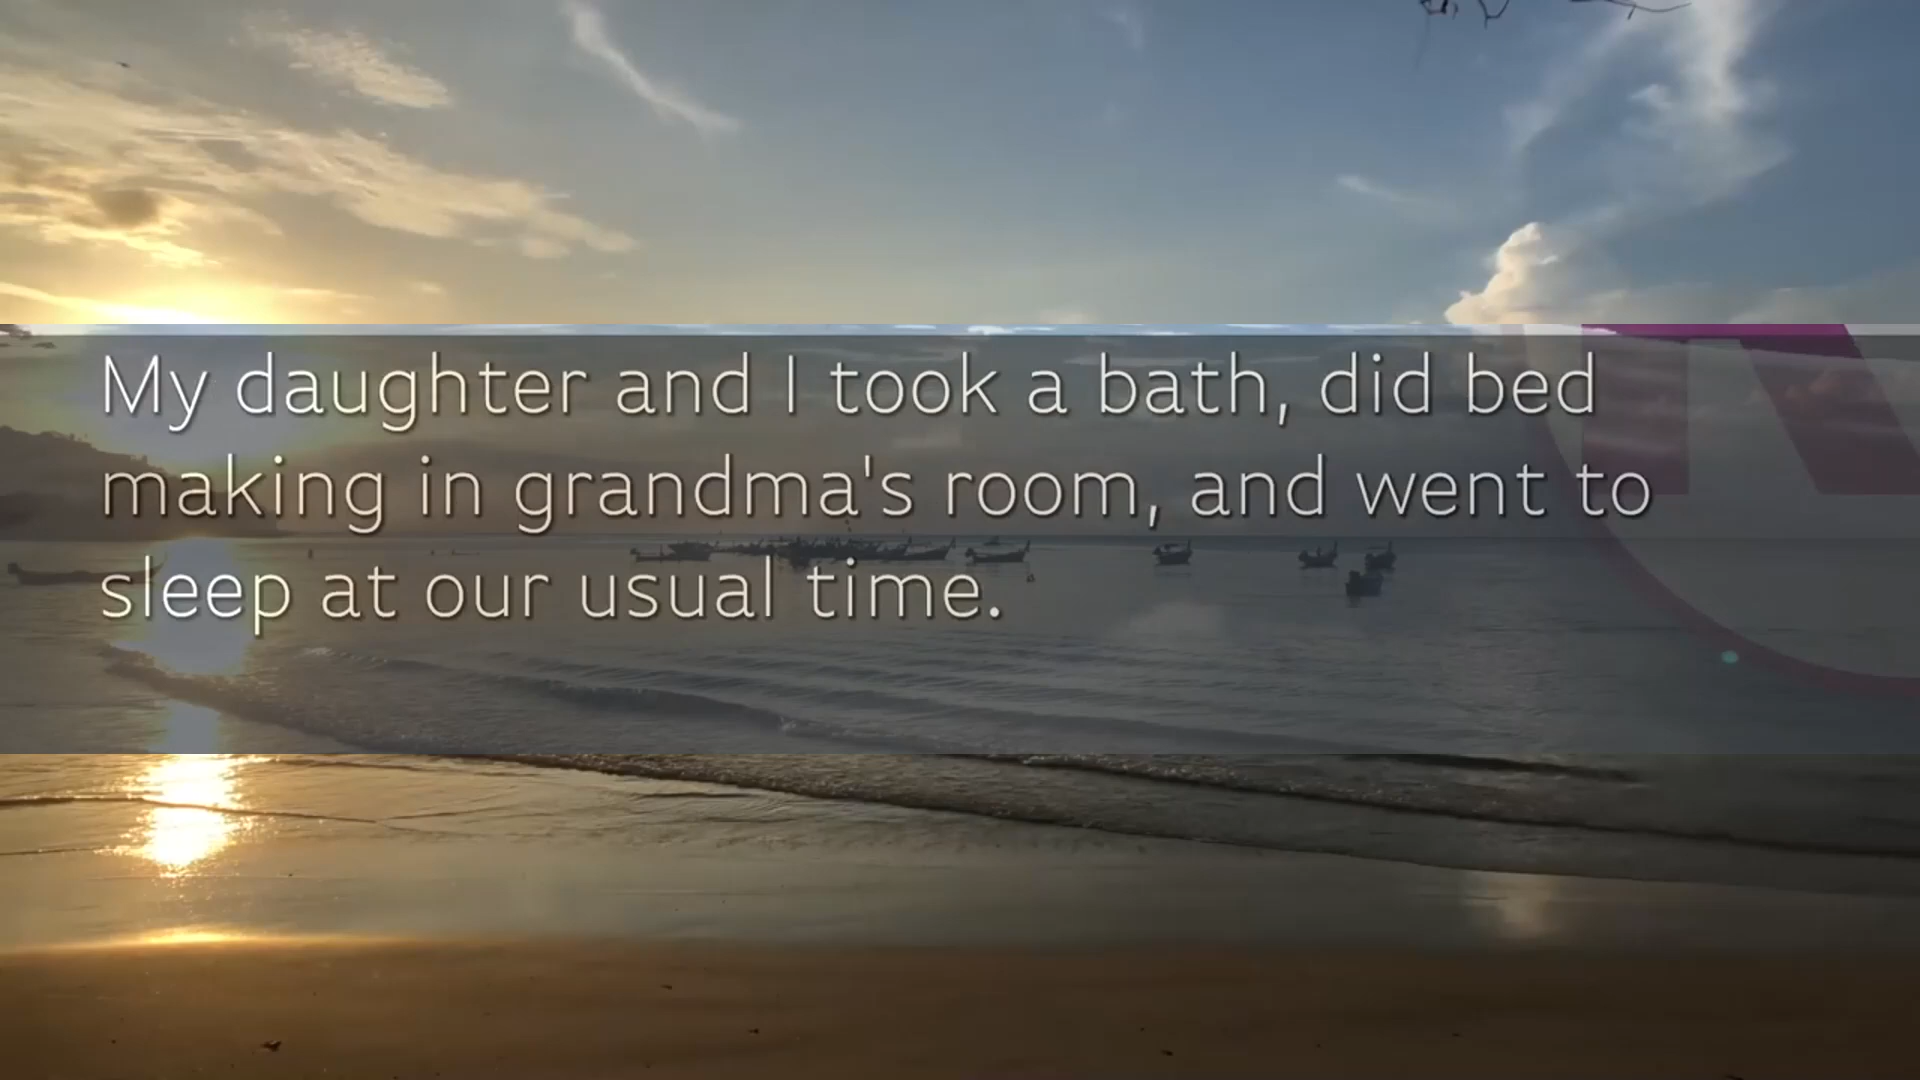 My daughter and I took a bath, did bed
making in grandma's room, and went to
sleep at our usual time.